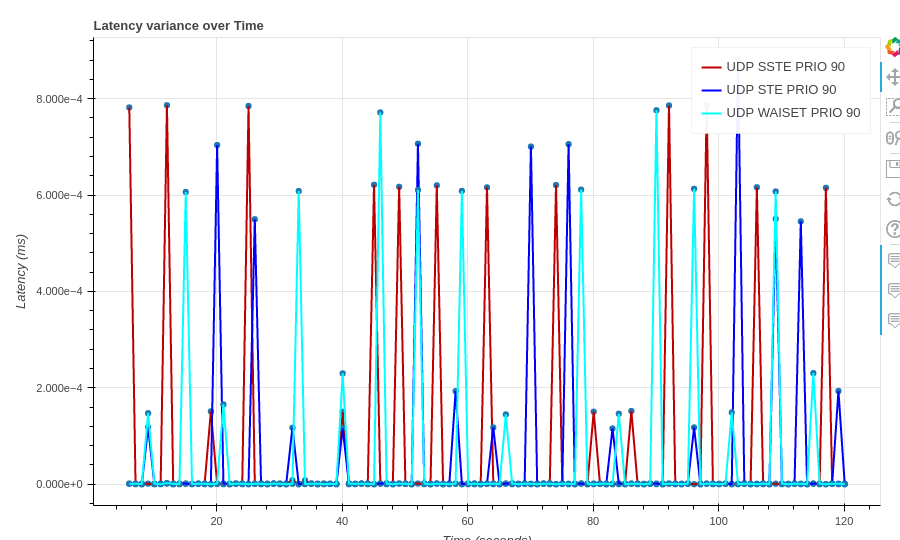 Latency variance over Time
UDP SSTE PRIO 90
UDP STE PRIO 90
UDP WAISET PRIO 90
Latency (ms)
8.000e−4
6.000e−4
4.000e−4
2.000e−4
0.000e+0
20 40 60 80 100 120
Time (seconds)